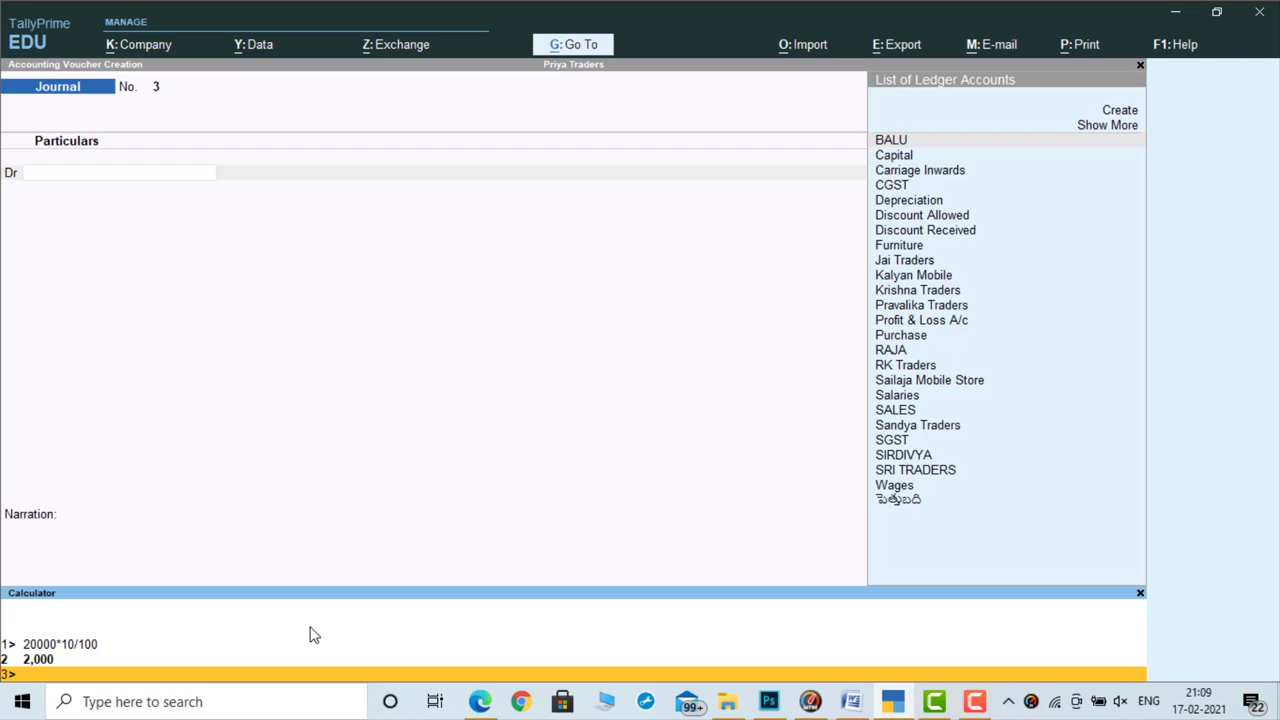 TallyPrime
EDU
MANAGE
K:Company
Y:Data
Z:Exchange
G:Go To
O:Import
E:Export
M:E-mail
P:Print
F1:Help
Accounting Voucher Creation
Priya Traders
Journal No. 3
Particulars
Dr
Narration:
List of Ledger Accounts
Create
Show More
BALU
Capital
Carriage Inwards
CGST
Depreciation
Discount Allowed
Discount Received
Furniture
Jai Traders
Kalyan Mobile
Krishna Traders
Pravalika Traders
Profit & Loss A/c
Purchase
RAJA
RK Traders
Sailaja Mobile Store
Salaries
SALES
Sandya Traders
SGST
SIRDIVYA
SRI TRADERS
Wages
పెత్తుబది
Calculator
1> 20000*10/100
2 2,000
3>
Type here to search
99+
ENG
21:09
17-02-2021
22